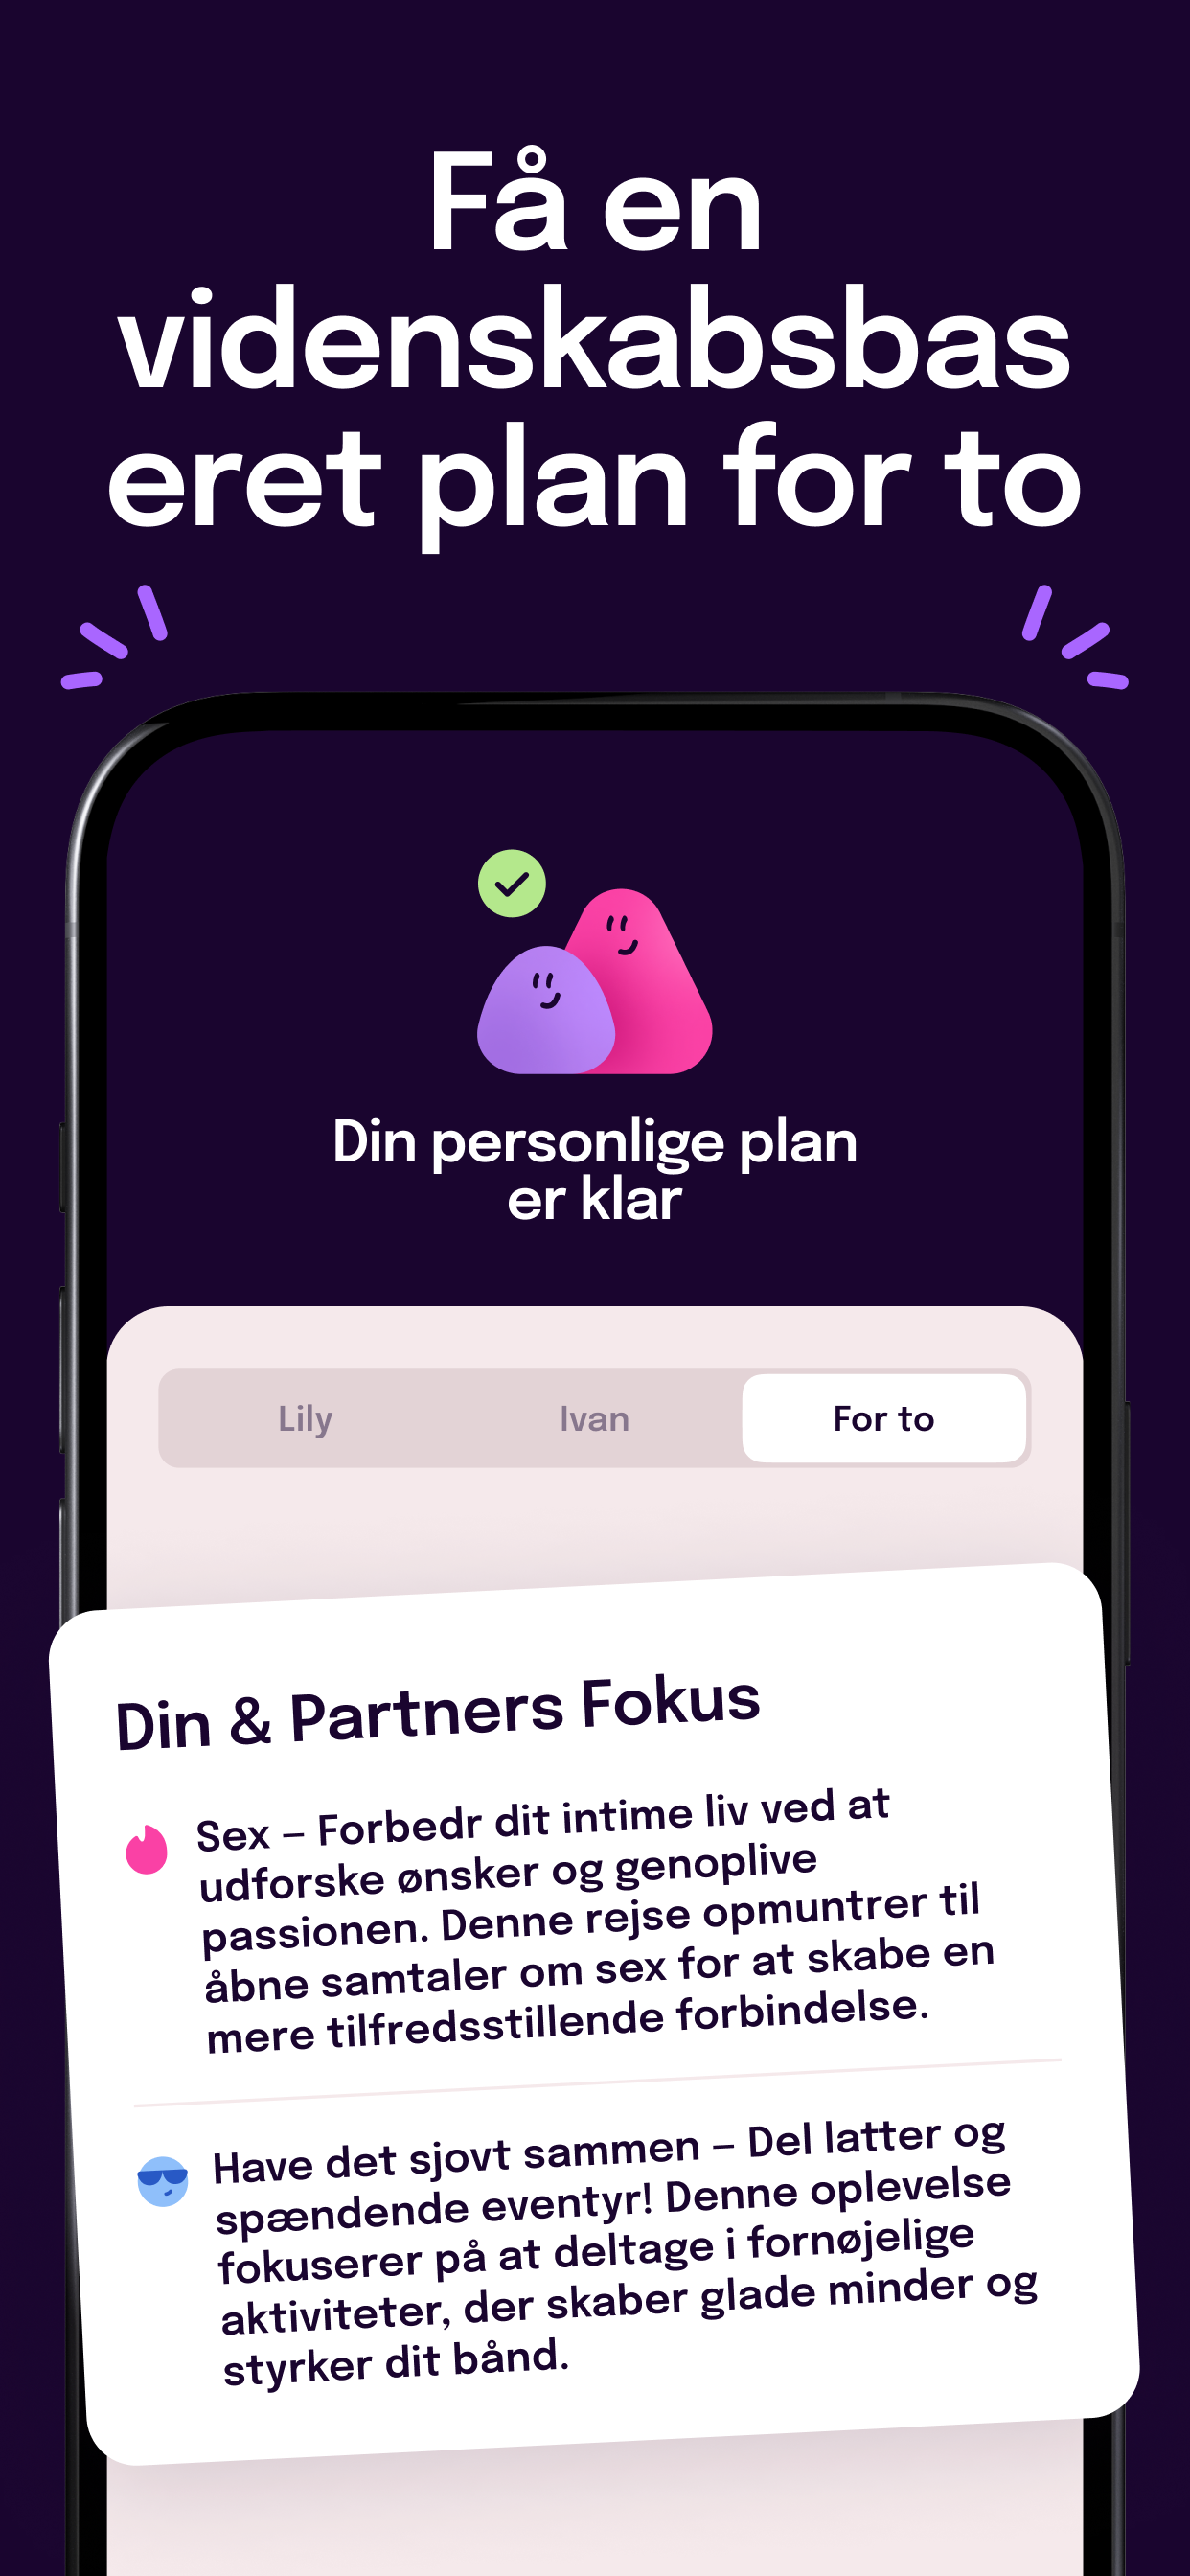 Få en
videnskabsbas
eret plan for to
Din personlige plan
er klar
Lily
Ivan
For to
Din & Partners Fokus
Sex – Forbedr dit intime liv ved at
udforske ønsker og genoplive
passionen. Denne rejse opmuntrer til
åbne samtaler om sex for at skabe en
mere tilfredsstillende forbindelse.
Have det sjovt sammen – Del latter og
spændende eventyr! Denne oplevelse
fokuserer på at deltage i fornøjelige
aktiviteter, der skaber glade minder og
styrker dit bånd.